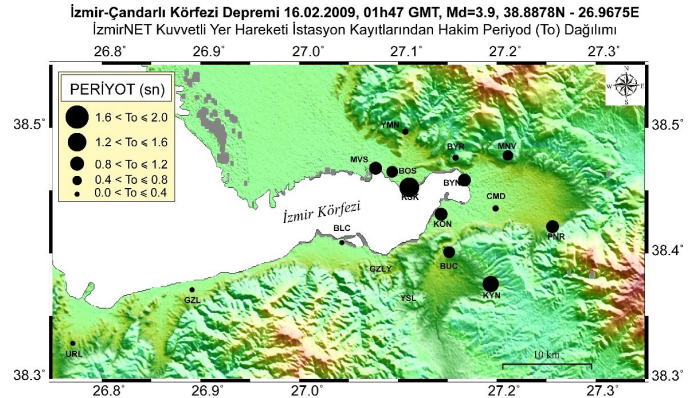 İzmir-Çandarlı Körfezi Depremi 16.02.2009, 01h47 GMT, Md=3.9, 38.8878N - 26.9675E
İzmirNET Kuvvetli Yer Hareketi İstasyon Kayıtlarından Hakim Periyod (To) Dağılımı
26.8 26.9 27.0 27.1 27.2 27.3
PERİYOT (sn)
1.6 < To ⩽ 2.0
1.2 < To ⩽ 1.6
0.8 < To ⩽ 1.2
0.4 < To ⩽ 0.8
0.0 < To ⩽ 0.4
N
W E
S
38.5 38.5
YMN
BYR MNV
MVS BOS
BYN
KSK
CMD
İzmir Körfezi
KON
BLC
PNR
38.4 38.4
BUC
GZLY
KYN
YSL
GZL
URL
10 km
38.3 38.3
26.8 26.9 27.0 27.1 27.2 27.3